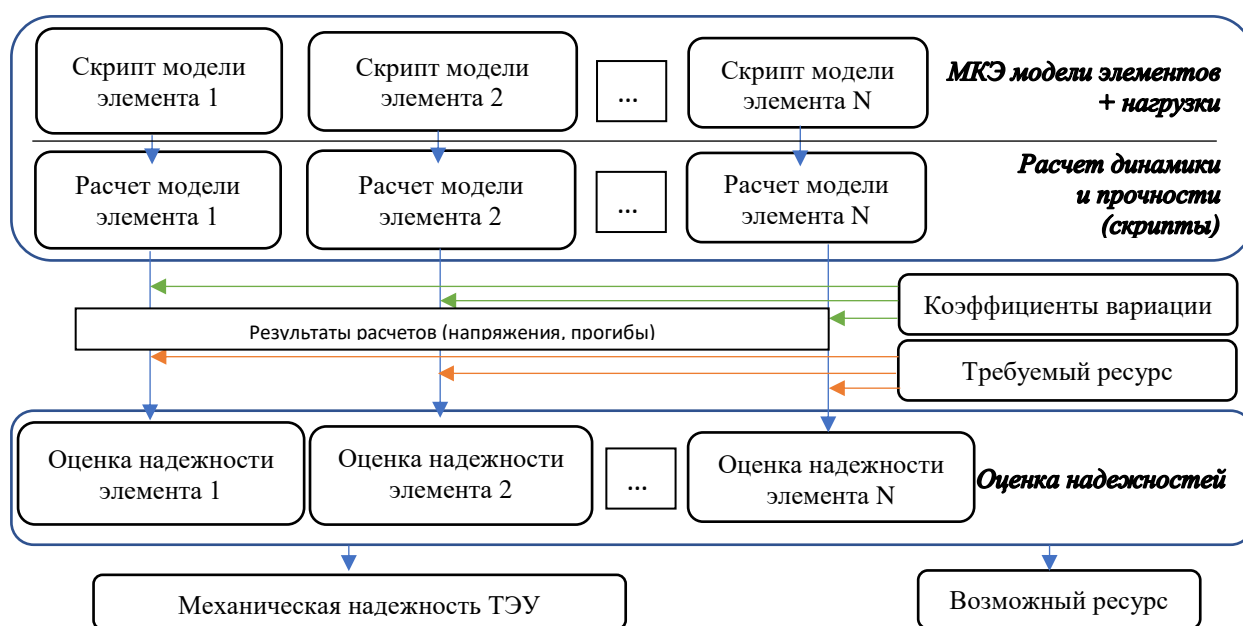 Скрипт модели
элемента 1
Скрипт модели
элемента 2
...
Скрипт модели
элемента N
МКЭ модели элементов
+ нагрузки
Расчет модели
элемента 1
Расчет модели
элемента 2
...
Расчет модели
элемента N
Расчет динамики
и прочности
(скрипты)
Коэффициенты вариации
Результаты расчетов (напряжения, прогибы)
Требуемый ресурс
Оценка надежности
элемента 1
Оценка надежности
элемента 2
...
Оценка надежности
элемента N
Оценка надежностей
Механическая надежность ТЭУ
Возможный ресурс